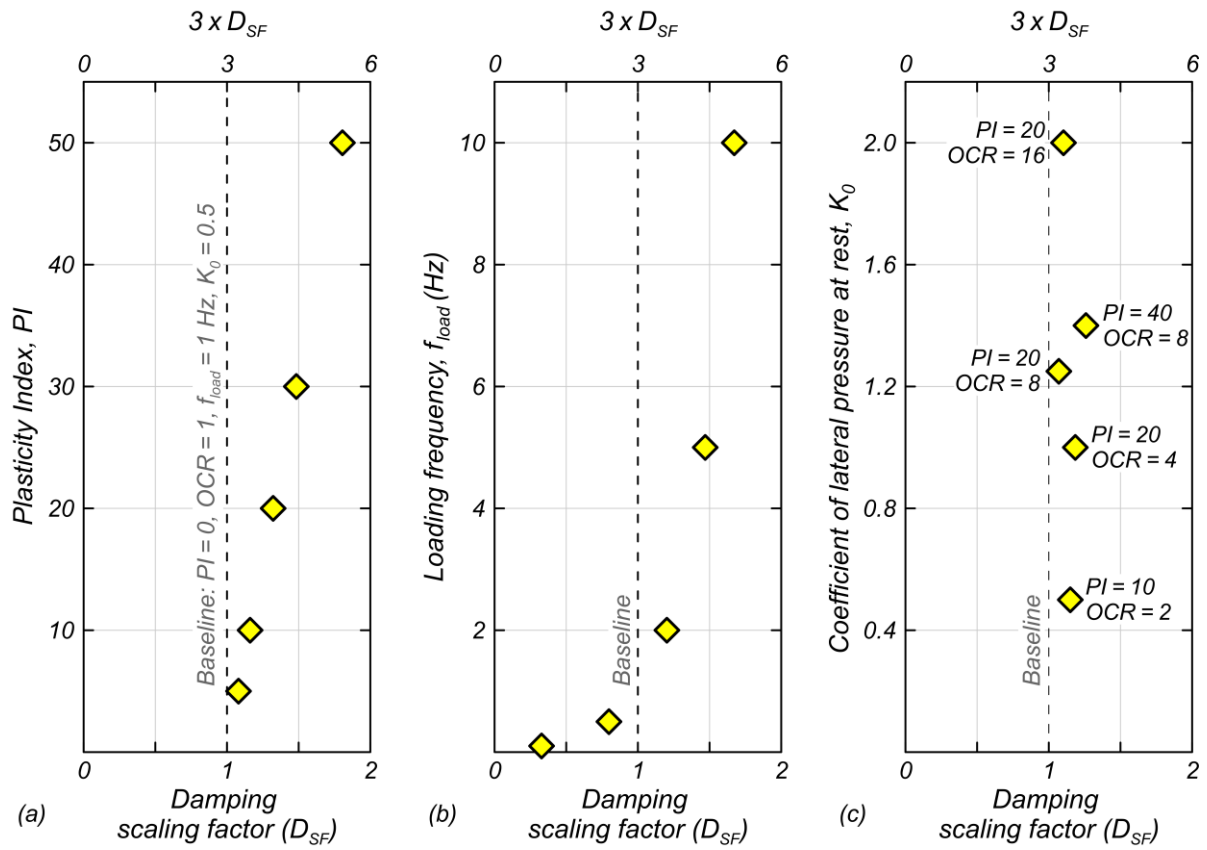 3 x D_SF
0 3 6
50
40
30
20
10
Plasticity Index, PI
Baseline: PI = 0, OCR = 1, f_load = 1 Hz, K_0 = 0.5
0 1 2
(a)
Damping
scaling factor (D_SF)
3 x D_SF
0 3 6
10
8
6
4
2
Loading frequency, f_load (Hz)
Baseline
0 1 2
(b)
Damping
scaling factor (D_SF)
3 x D_SF
0 3 6
2.0
1.6
1.2
0.8
0.4
Coefficient of lateral pressure at rest, K_0
PI = 20
OCR = 16
PI = 40
OCR = 8
PI = 20
OCR = 8
PI = 20
OCR = 4
PI = 10
OCR = 2
Baseline
0 1 2
(c)
Damping
scaling factor (D_SF)